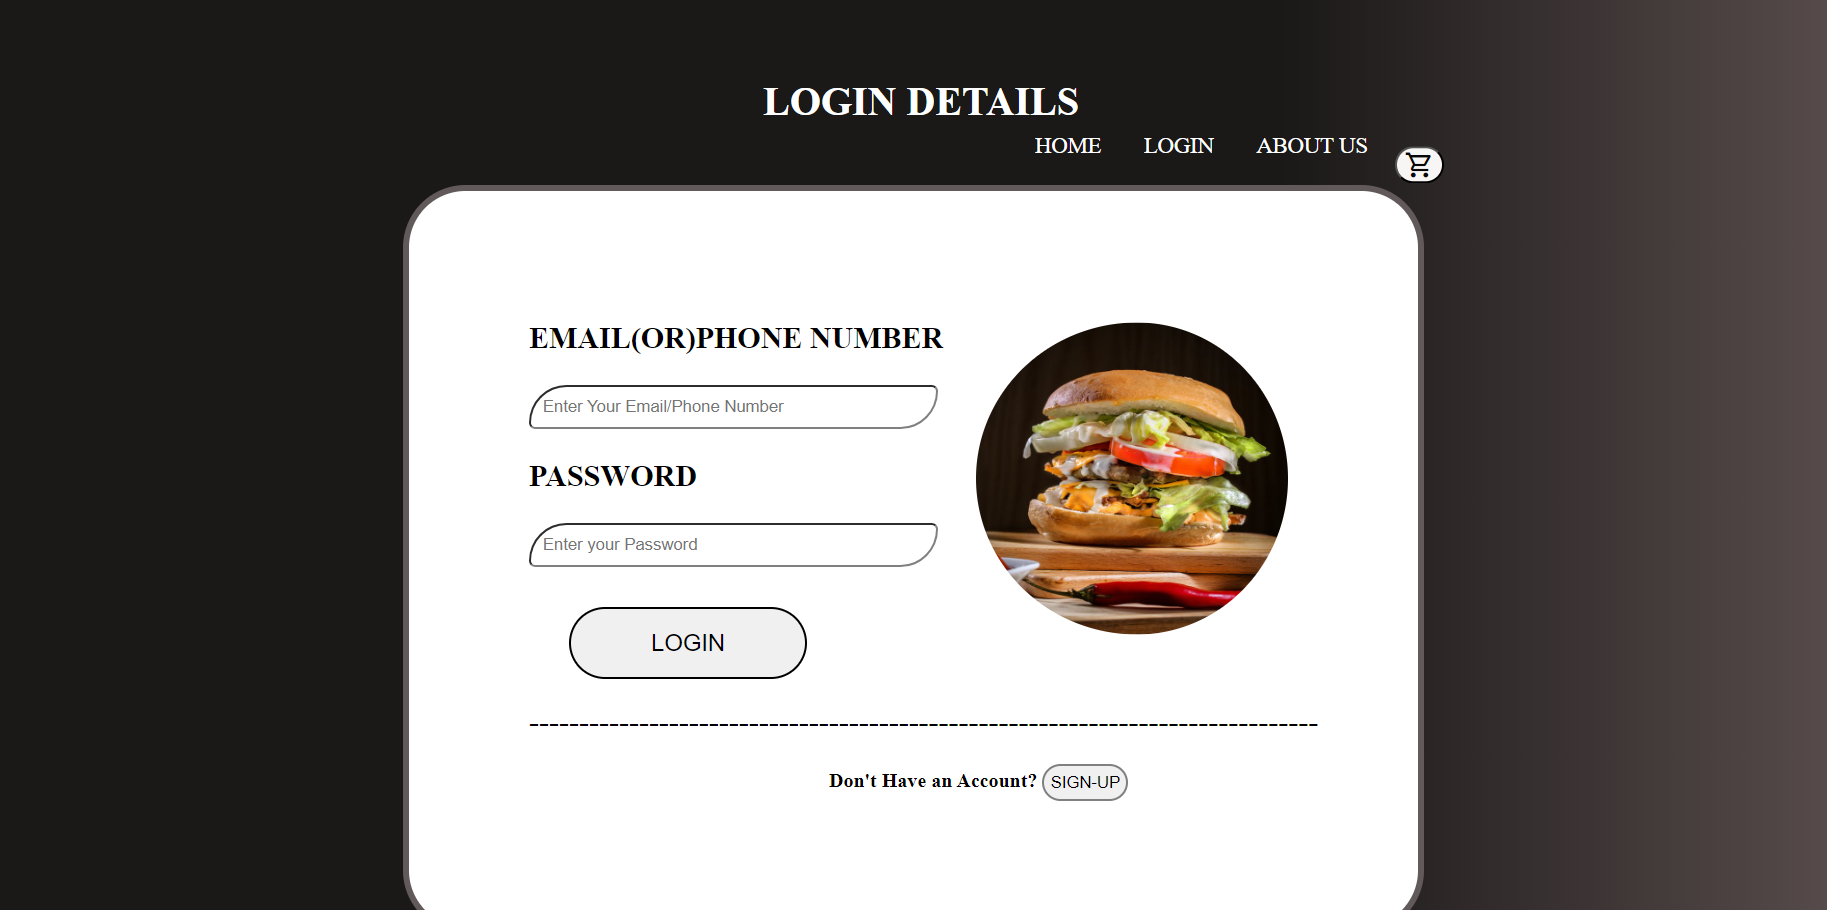 LOGIN DETAILS
HOME LOGIN ABOUT US
EMAIL(OR)PHONE NUMBER
Enter Your Email/Phone Number
PASSWORD
Enter your Password
LOGIN
--------------------------------------------------------------------------------
Don't Have an Account? SIGN-UP